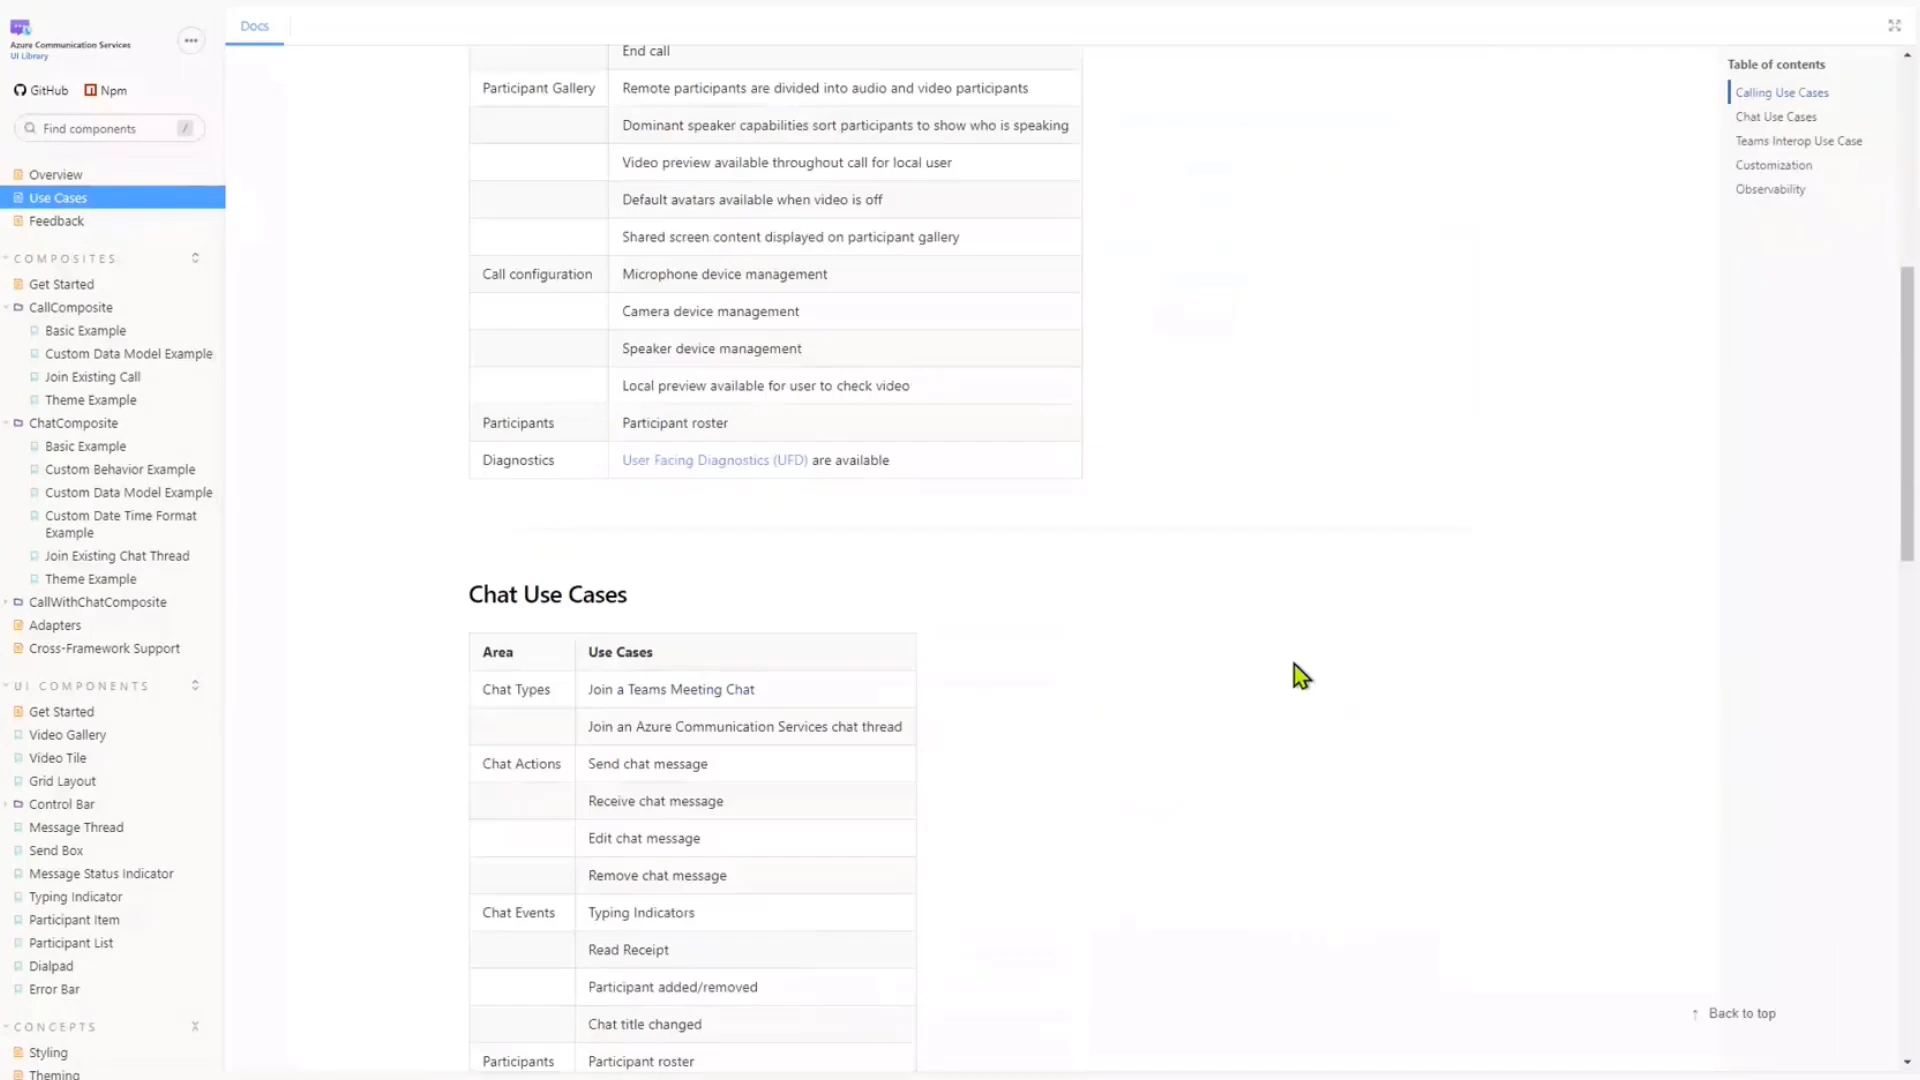 Azure Communication Services
UI Library
GitHub Npm
Find components /
Overview
Use Cases
Feedback
COMPOSITES
Get Started
CallComposite
Basic Example
Custom Data Model Example
Join Existing Call
Theme Example
ChatComposite
Basic Example
Custom Behavior Example
Custom Data Model Example
Custom Date Time Format
Example
Join Existing Chat Thread
Theme Example
CallWithChatComposite
Adapters
Cross-Framework Support
UI COMPONENTS
Get Started
Video Gallery
Video Tile
Grid Layout
Control Bar
Message Thread
Send Box
Message Status Indicator
Typing Indicator
Participant Item
Participant List
Dialpad
Error Bar
CONCEPTS
Styling
Theming
Docs
End call
Participant Gallery Remote participants are divided into audio and video participants
Dominant speaker capabilities sort participants to show who is speaking
Video preview available throughout call for local user
Default avatars available when video is off
Shared screen content displayed on participant gallery
Call configuration Microphone device management
Camera device management
Speaker device management
Local preview available for user to check video
Participants Participant roster
Diagnostics User Facing Diagnostics (UFD) are available
Chat Use Cases
Area Use Cases
Chat Types Join a Teams Meeting Chat
Join an Azure Communication Services chat thread
Chat Actions Send chat message
Receive chat message
Edit chat message
Remove chat message
Chat Events Typing Indicators
Read Receipt
Participant added/removed
Chat title changed
Participants Participant roster
Table of contents
Calling Use Cases
Chat Use Cases
Teams Interop Use Case
Customization
Observability
↑ Back to top